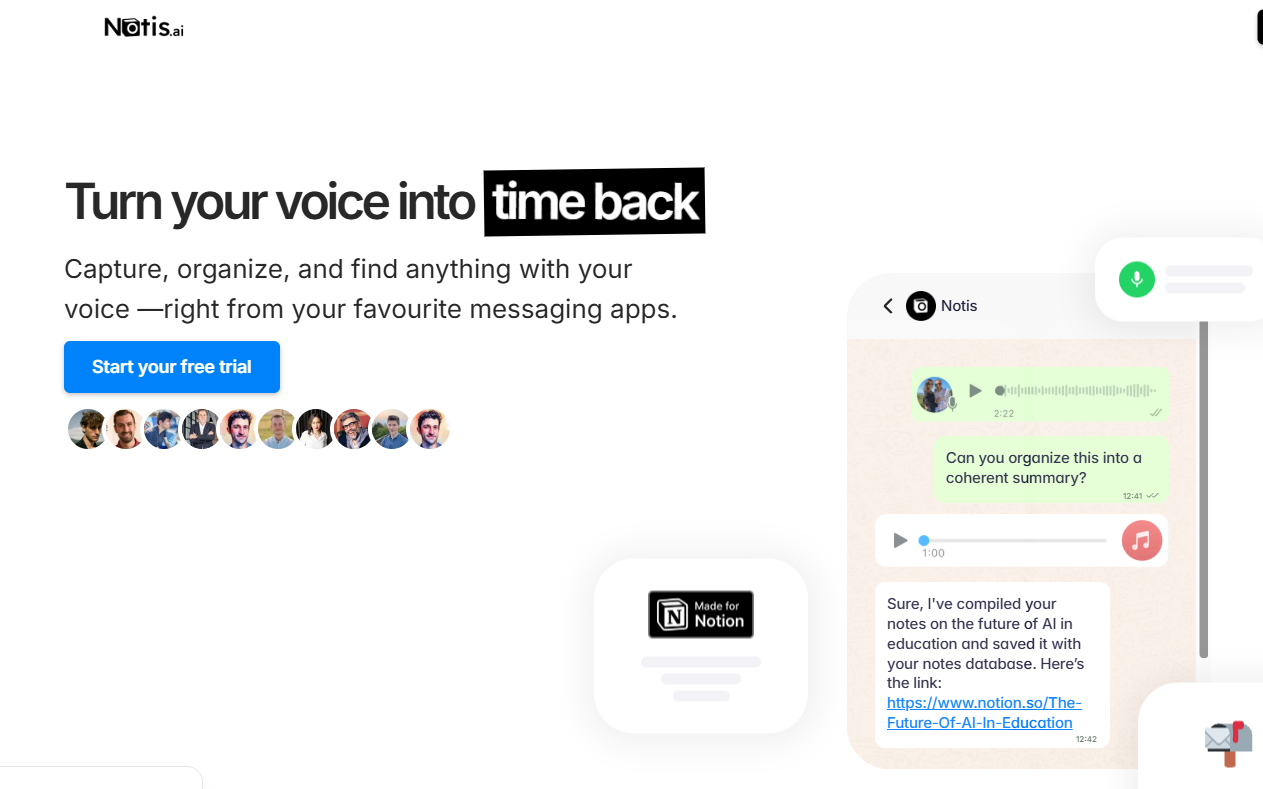 Notis.ai
Turn your voice into time back
Capture, organize, and find anything with your
voice —right from your favourite messaging apps.
Start your free trial
Notis
2:22
Can you organize this into a
coherent summary?
12:41
1:00
Made for
Notion
Sure, I've compiled your
notes on the future of AI in
education and saved it with
your notes database. Here’s
the link:
https://www.notion.so/The-
Future-Of-AI-In-Education
12:42